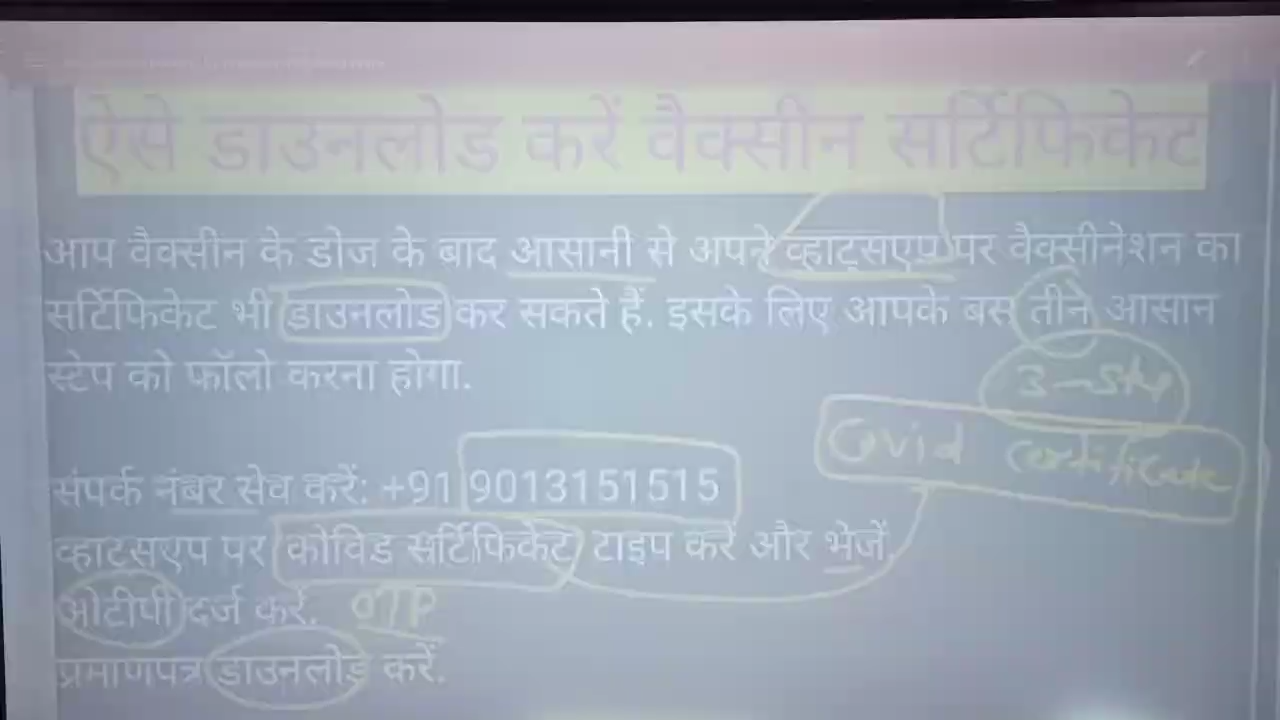 ऐसे डाउनलोड करें वैक्सीन सर्टिफिकेट
आप वैक्सीन के डोज के बाद आसानी से अपने व्हाट्सएप पर वैक्सीनेशन का
सर्टिफिकेट भी डाउनलोड कर सकते हैं. इसके लिए आपके बस तीन आसान
स्टेप को फॉलो करना होगा.
3-step
Covid certificate
संपर्क नंबर सेव करें: +91 9013151515
व्हाटसएप पर कोविड सर्टिफिकेट टाइप करें और भेजें.
ओटीपी दर्ज करें. OTP
प्रमाणपत्र डाउनलोड करें.